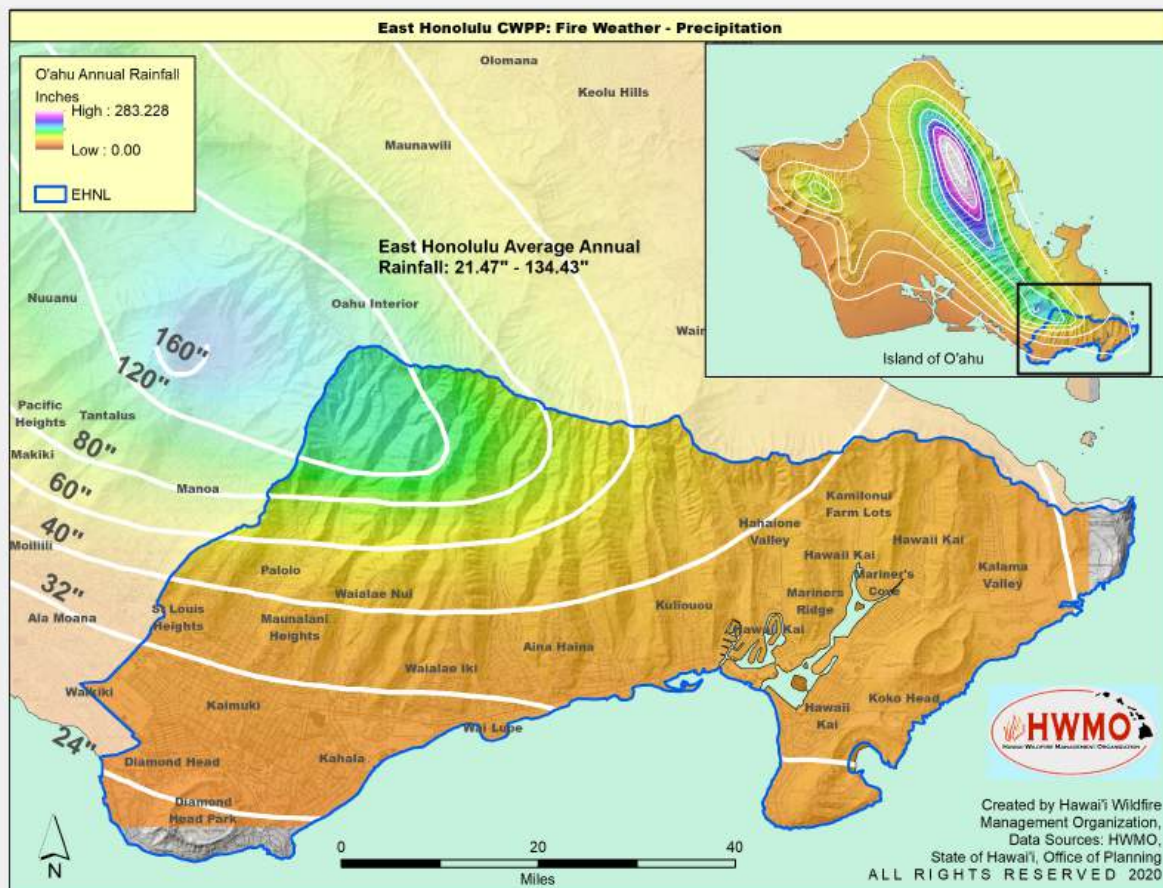 East Honolulu CWPP: Fire Weather - Precipitation
O'ahu Annual Rainfall
Inches
High : 283.228
Low : 0.00
EHNL
Olomana
Keolu Hills
Maunawili
East Honolulu Average Annual
Rainfall: 21.47" - 134.43"
Nuuanu
Oahu Interior
Island of O'ahu
160"
120"
Pacific
Heights
Tantalus
Makiki
80"
Manoa
60"
Kamilonui
Farm Lots
Hahaione
Valley
40"
Moiliili
Hawaii Kai
Hawaii Kai
Palolo
Mariner's
Cove
Kalama
Valley
32"
Waialae Nui
Mariners
Ridge
Ala Moana
St Louis
Heights
Maunalani
Heights
Kuliouou
Hawaii Kai
Aina Haina
Waialae Iki
Waikiki
Kaimuki
Koko Head
Hawaii
Kai
Wai Lupe
24"
Diamond Head
Kahala
Diamond
Head Park
HWMO
HAWAII WILDFIRE MANAGEMENT ORGANIZATION
N
0 20 40
Miles
Created by Hawai'i Wildfire
Management Organization,
Data Sources: HWMO,
State of Hawai'i, Office of Planning
ALL RIGHTS RESERVED 2020